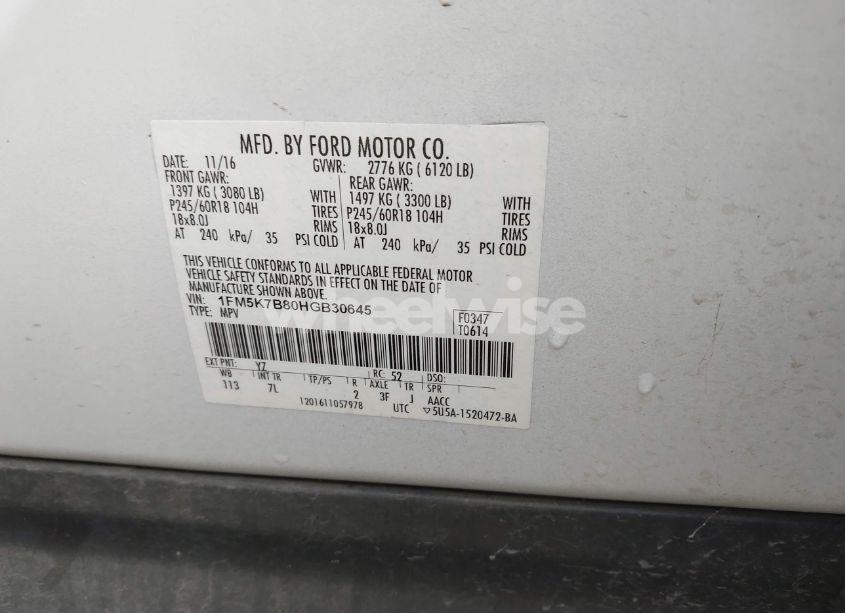 MFD. BY FORD MOTOR CO.
DATE: 11/16 GVWR: 2776 KG ( 6120 LB)
FRONT GAWR: REAR GAWR:
1397 KG ( 3080 LB) WITH 1497 KG ( 3300 LB) WITH
P245/60R18 104H TIRES P245/60R18 104H TIRES
18x8.0J RIMS 18x8.0J RIMS
AT 240 kPa/ 35 PSI COLD AT 240 kPa/ 35 PSI COLD
THIS VEHICLE CONFORMS TO ALL APPLICABLE FEDERAL MOTOR
VEHICLE SAFETY STANDARDS IN EFFECT ON THE DATE OF
MANUFACTURE SHOWN ABOVE.
VIN: 1FM5K7B80HGB30645 F0347
TYPE: MPV T0614
wheelwise
EXT PNT: YZ RC: 52 DSO:
WB INT TR TP/PS R AXLE TR SPR
113 7L 2 3F J AACC
1201611057978 UTC ▽5U5A-1520472-BA